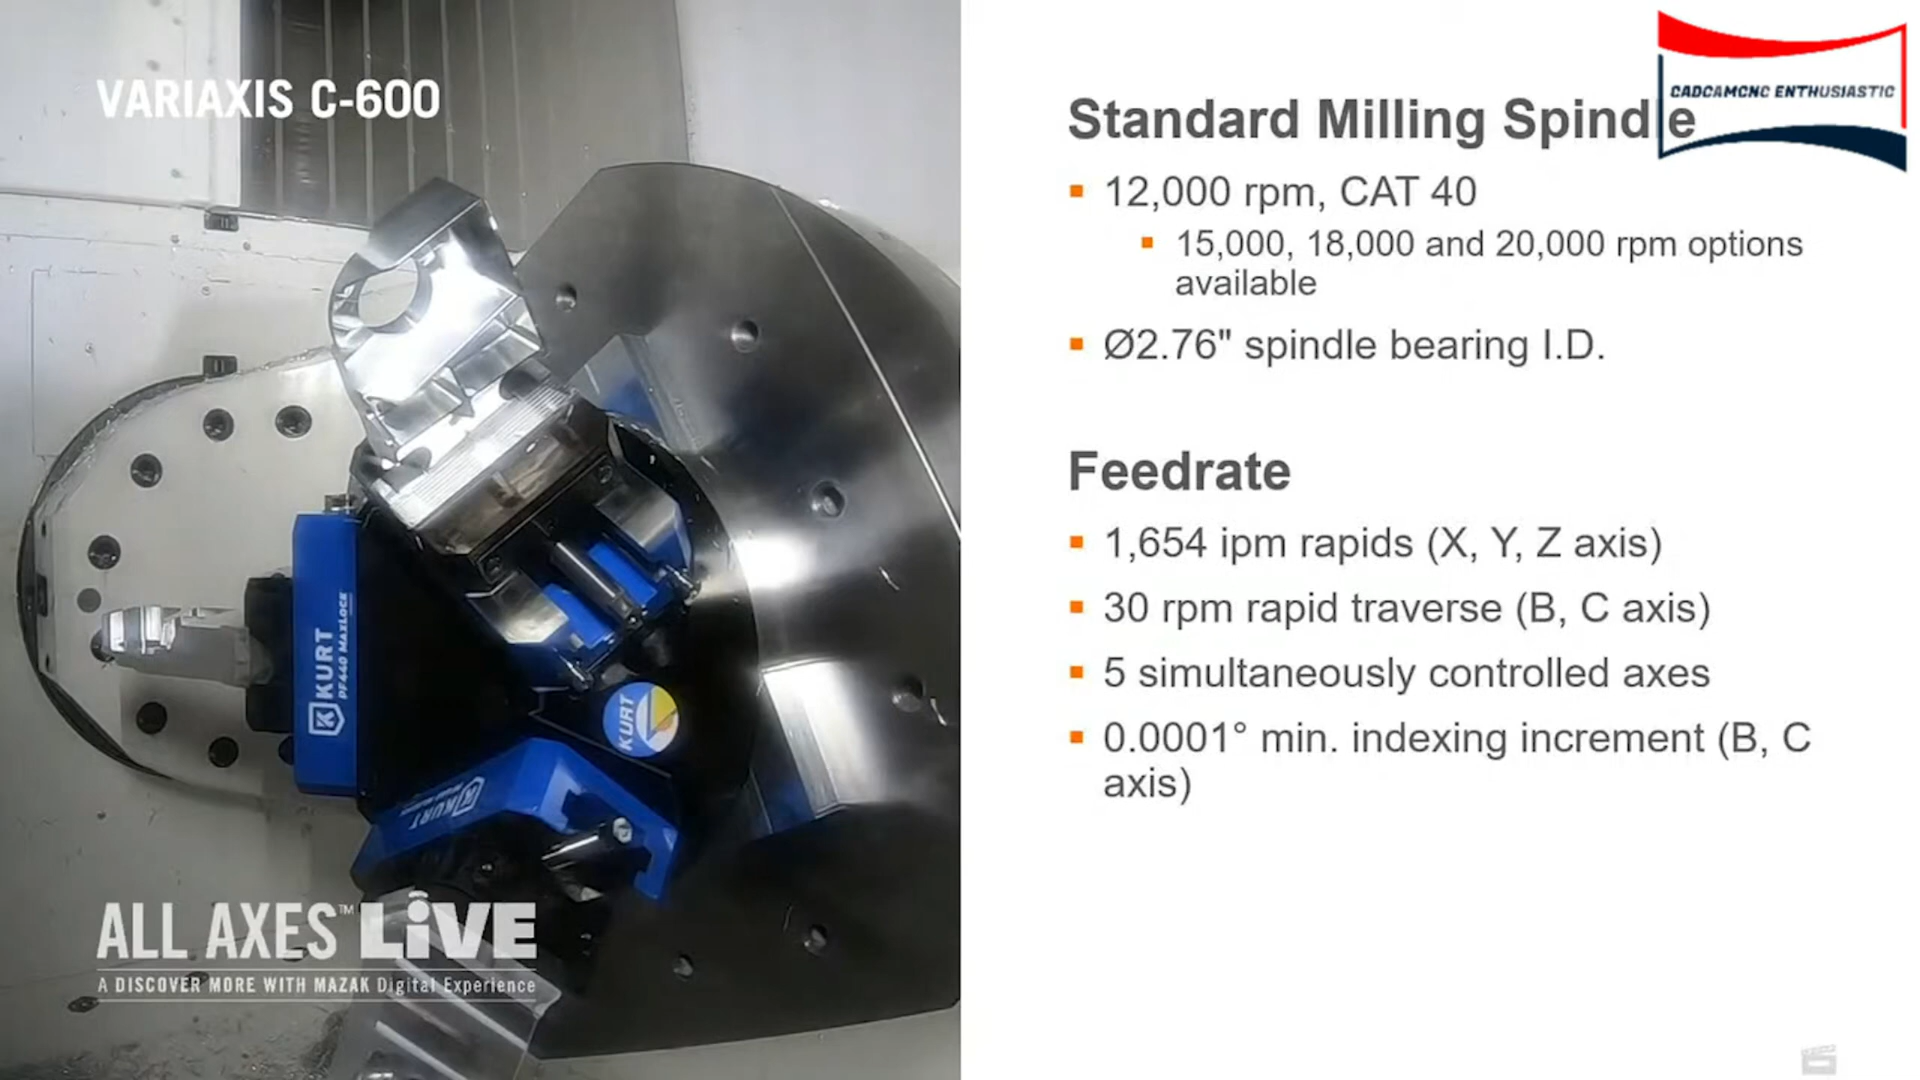 VARIAXIS C-600
CADCAMCNC ENTHUSIASTIC
Standard Milling Spindle
12,000 rpm, CAT 40
15,000, 18,000 and 20,000 rpm options
available
Ø2.76" spindle bearing I.D.
Feedrate
1,654 ipm rapids (X, Y, Z axis)
30 rpm rapid traverse (B, C axis)
5 simultaneously controlled axes
0.0001° min. indexing increment (B, C
axis)
KURT
PF440 MAXLOCK
KURT
KURT
ALL AXES™ LiVE
A DISCOVER MORE WITH MAZAK Digital Experience